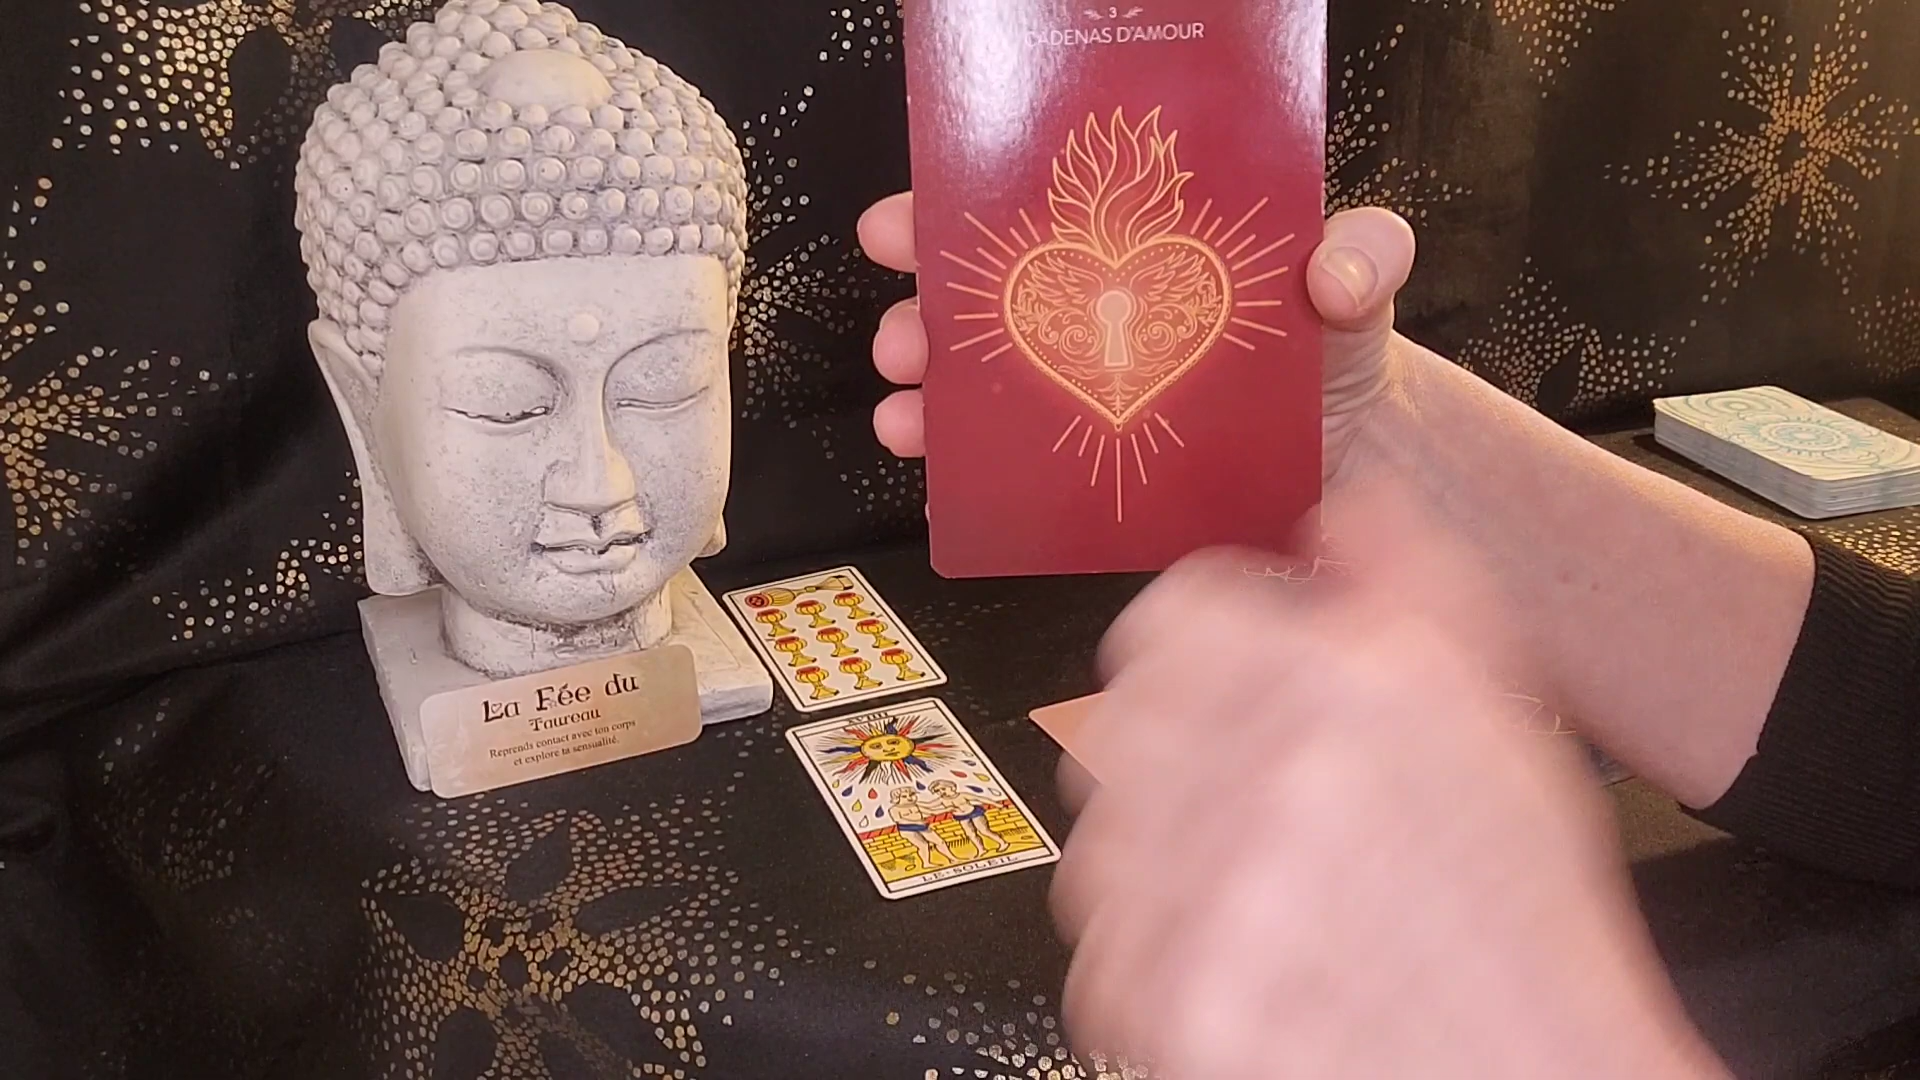 3
CADENAS D'AMOUR
La Fée du
Taureau
Reprends contact avec ton corps
et explore ta sensualité.
XVIIII
LE·SOLEIL